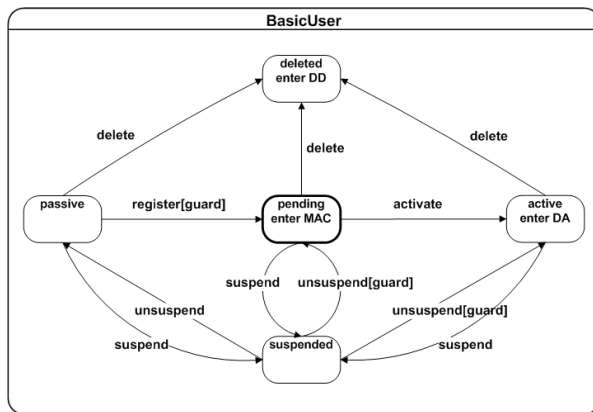 BasicUser
deleted
enter DD
delete
delete
delete
passive
register[guard]
pending
enter MAC
activate
active
enter DA
suspend
unsuspend[guard]
unsuspend
unsuspend[guard]
suspend
suspended
suspend